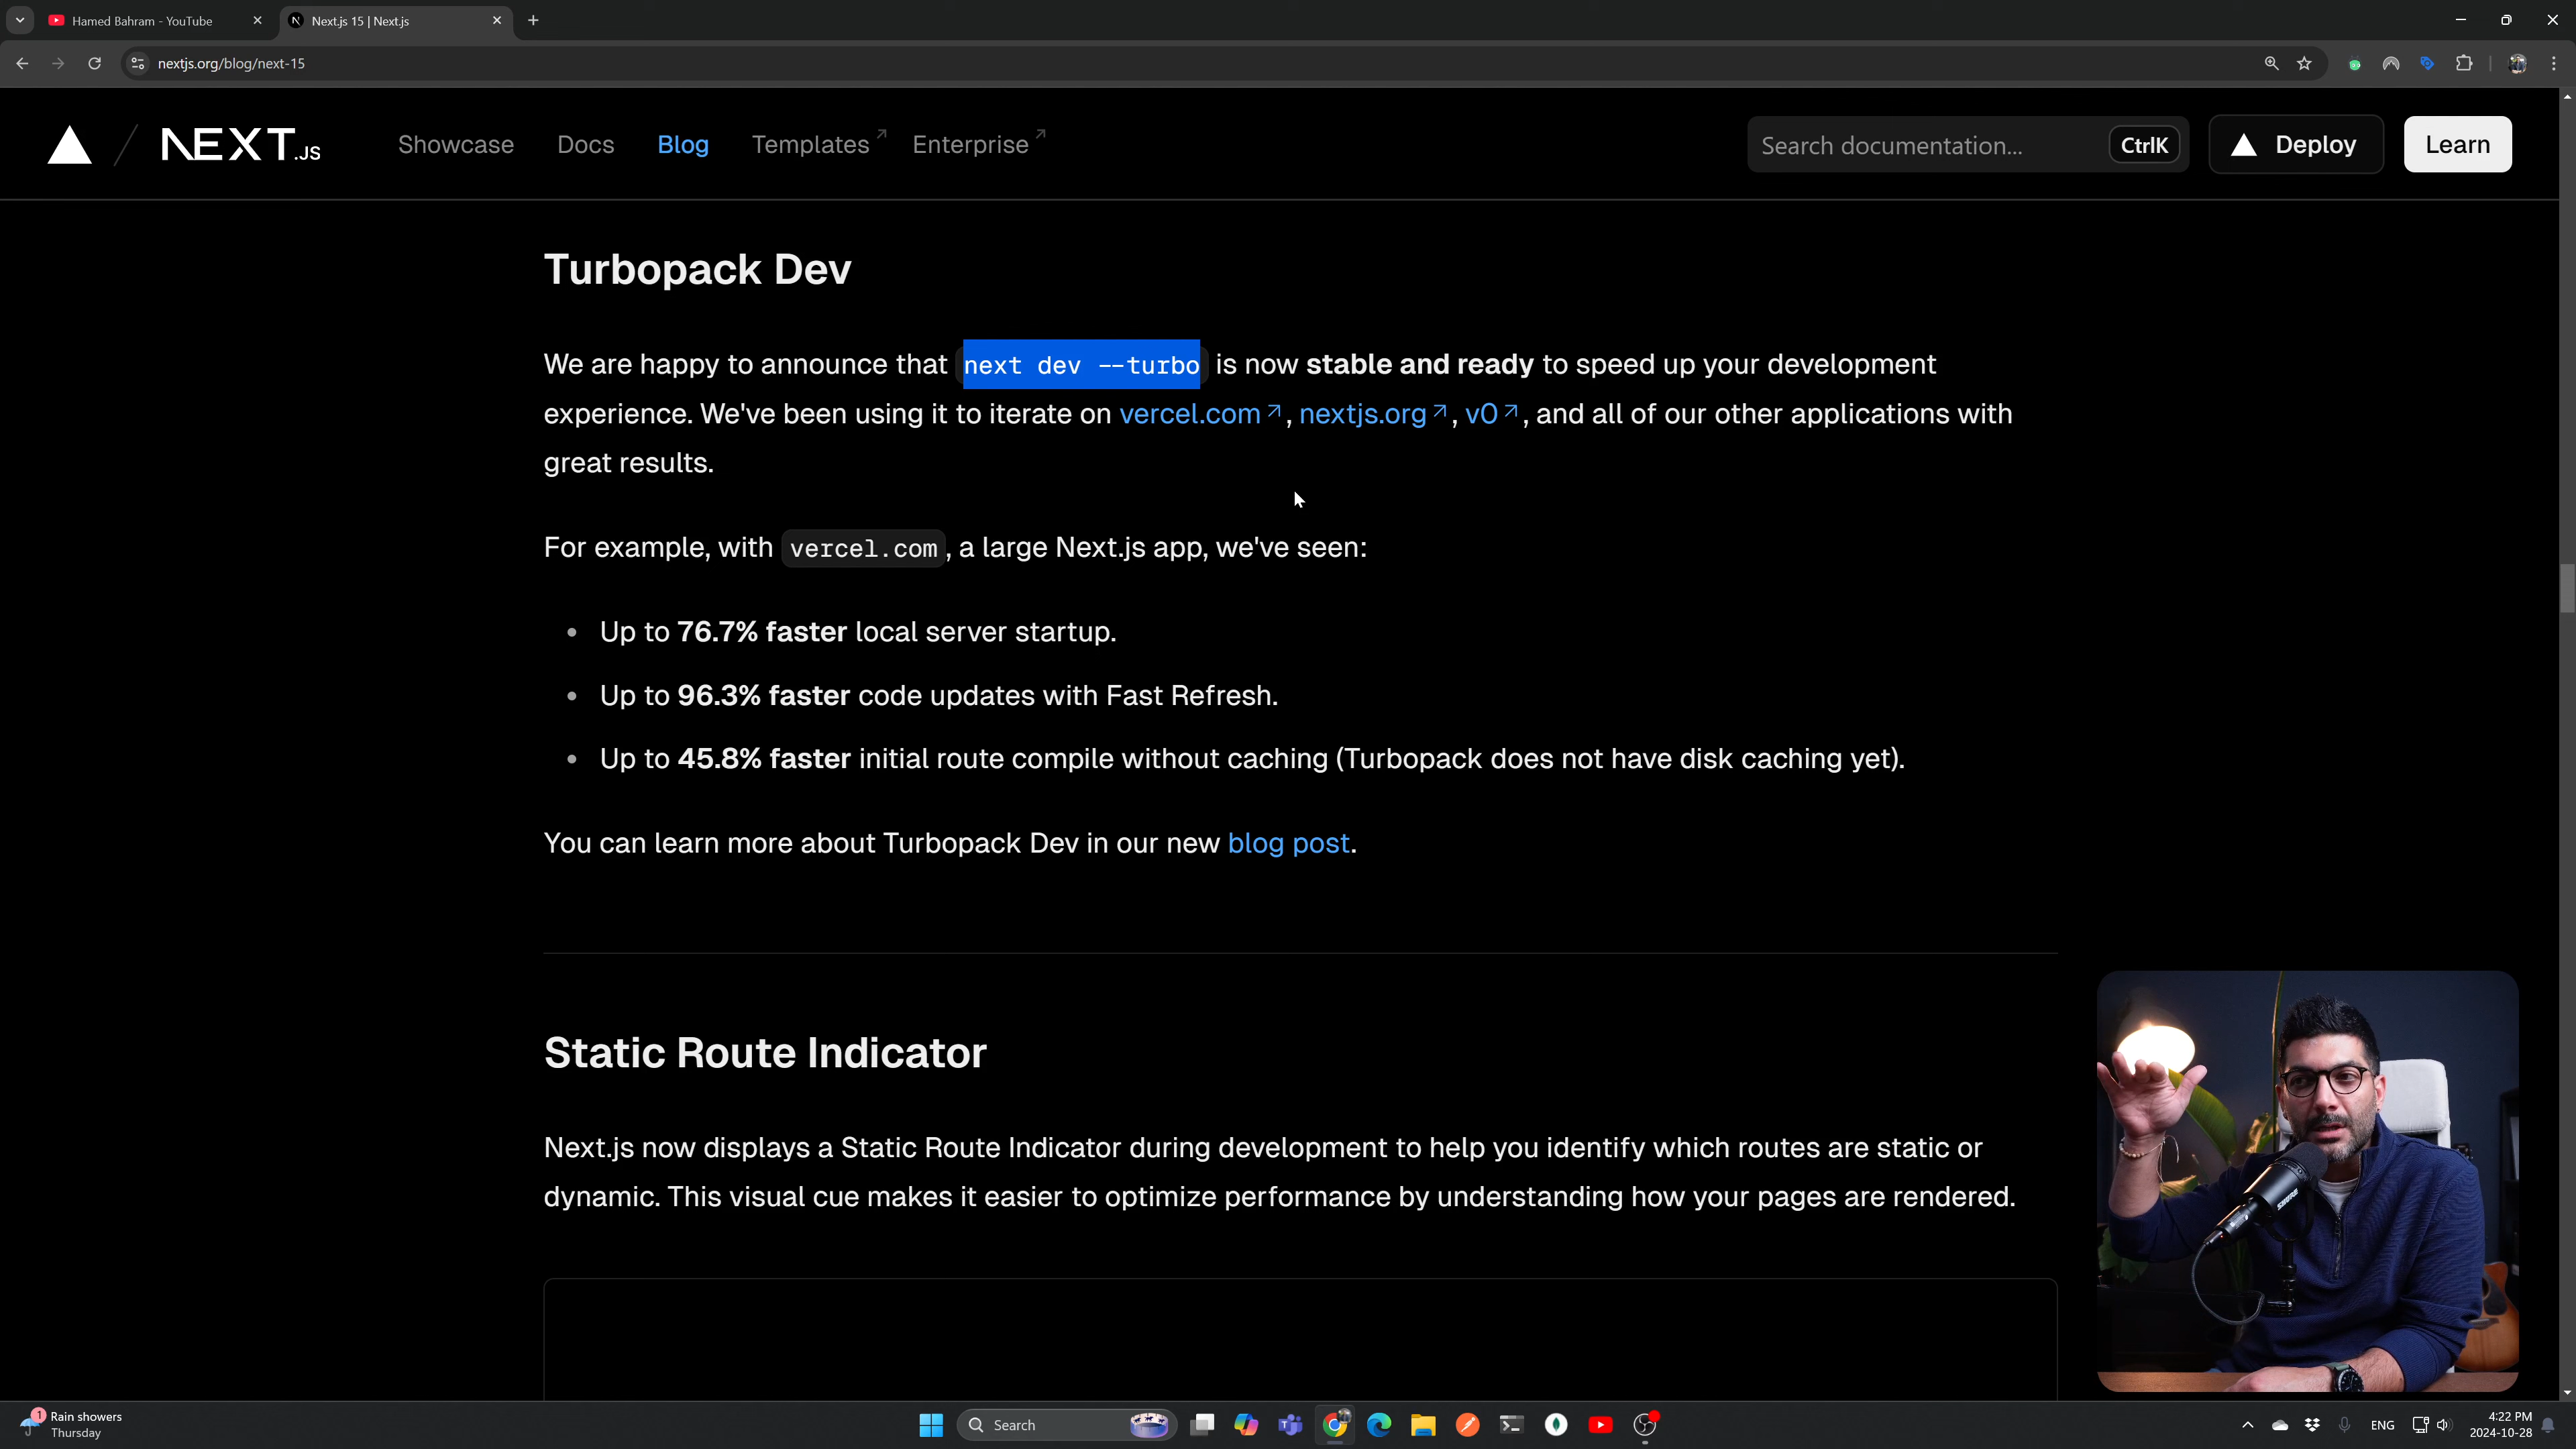 Hamed Bahram - YouTube
Next.js 15 | Next.js
nextjs.org/blog/next-15
NEXT.JS
Showcase
Docs
Blog
Templates
Enterprise
Search documentation...
CtrlK
Deploy
Learn
Turbopack Dev
We are happy to announce that next dev --turbo is now stable and ready to speed up your development
experience. We've been using it to iterate on vercel.com, nextjs.org, v0, and all of our other applications with
great results.
For example, with vercel.com, a large Next.js app, we've seen:
Up to 76.7% faster local server startup.
Up to 96.3% faster code updates with Fast Refresh.
Up to 45.8% faster initial route compile without caching (Turbopack does not have disk caching yet).
You can learn more about Turbopack Dev in our new blog post.
Static Route Indicator
Next.js now displays a Static Route Indicator during development to help you identify which routes are static or
dynamic. This visual cue makes it easier to optimize performance by understanding how your pages are rendered.
SHURE
1
Rain showers
Thursday
Search
ENG
4:22 PM
2024-10-28